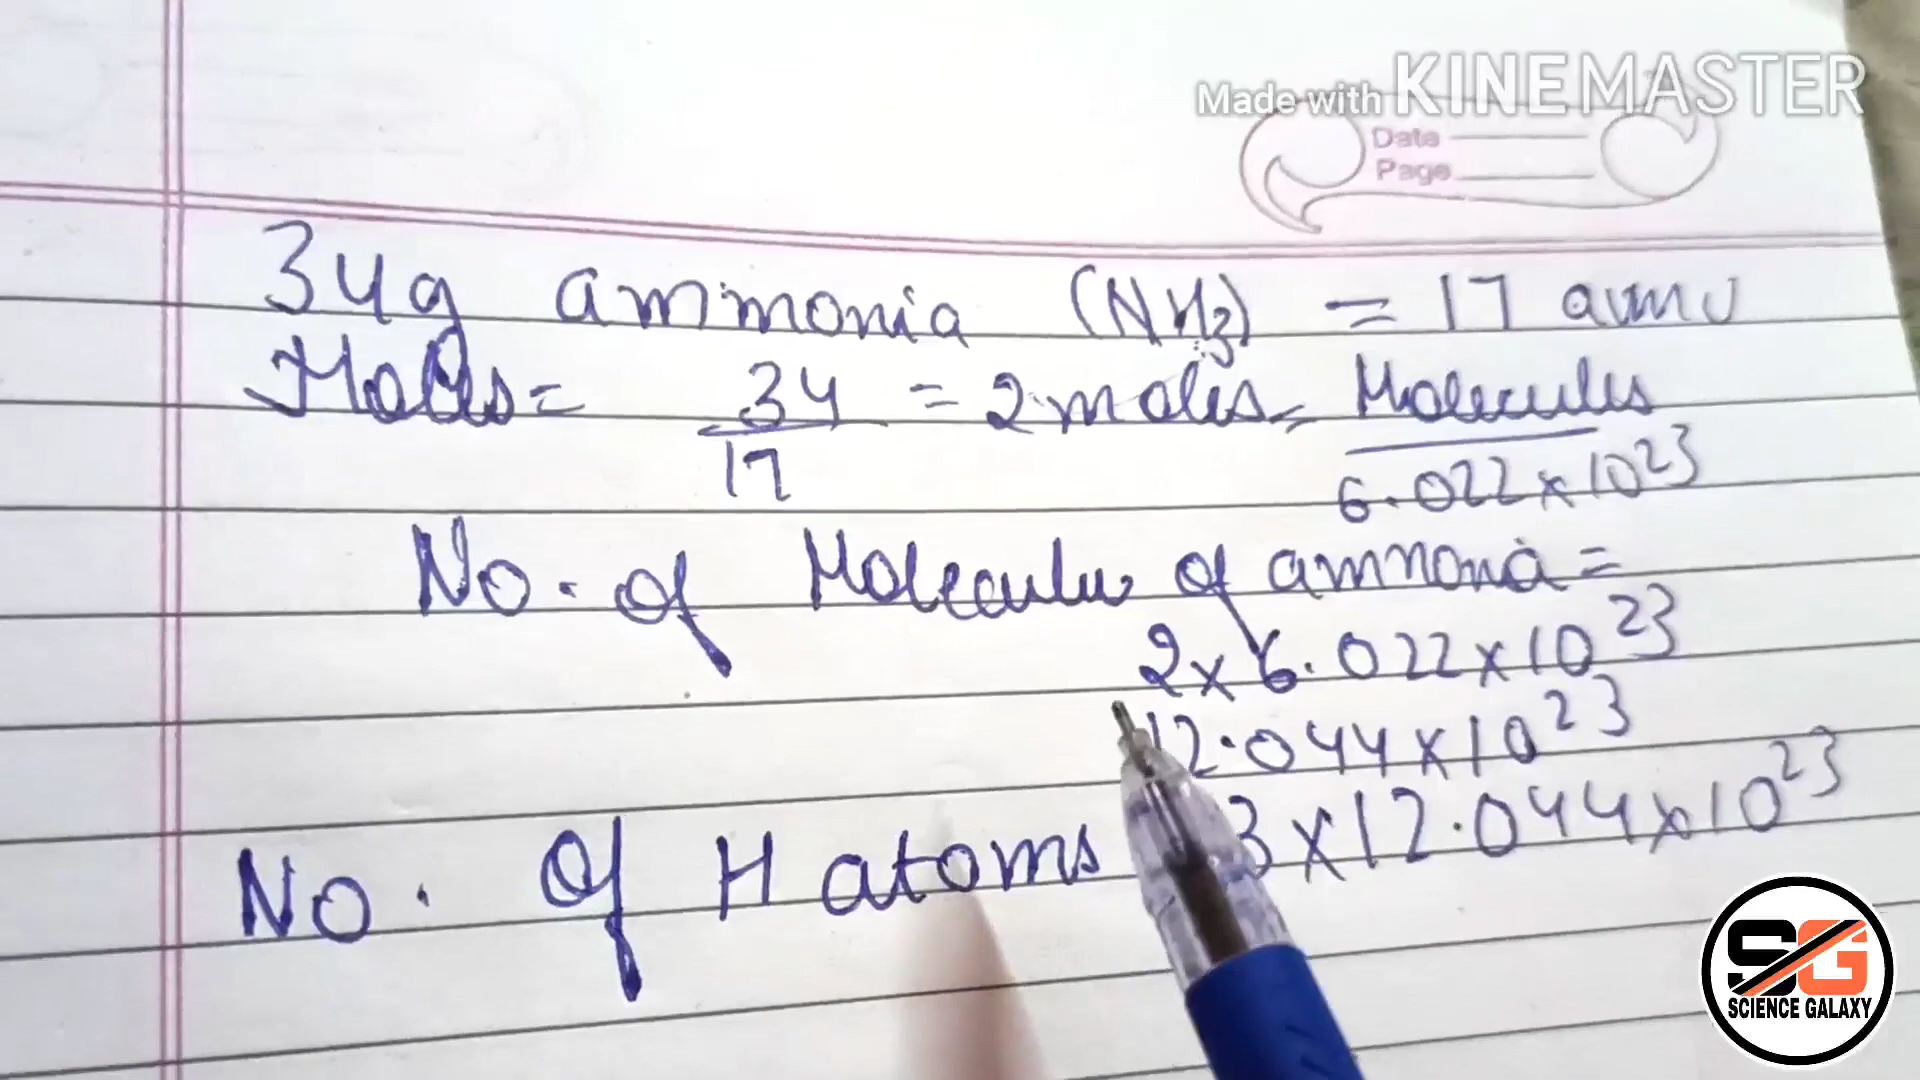 Made with KINEMASTER
Date
Page
34g ammonia (NH3) = 17 amu
Moles = 34/17 = 2 moles = Molecules/6.022x10^23
No. of Molecules of ammonia =
2 x 6.022 x 10^23
12.044 x 10^23
No. of H atoms 3 x 12.044 x 10^23
SG
SCIENCE GALAXY